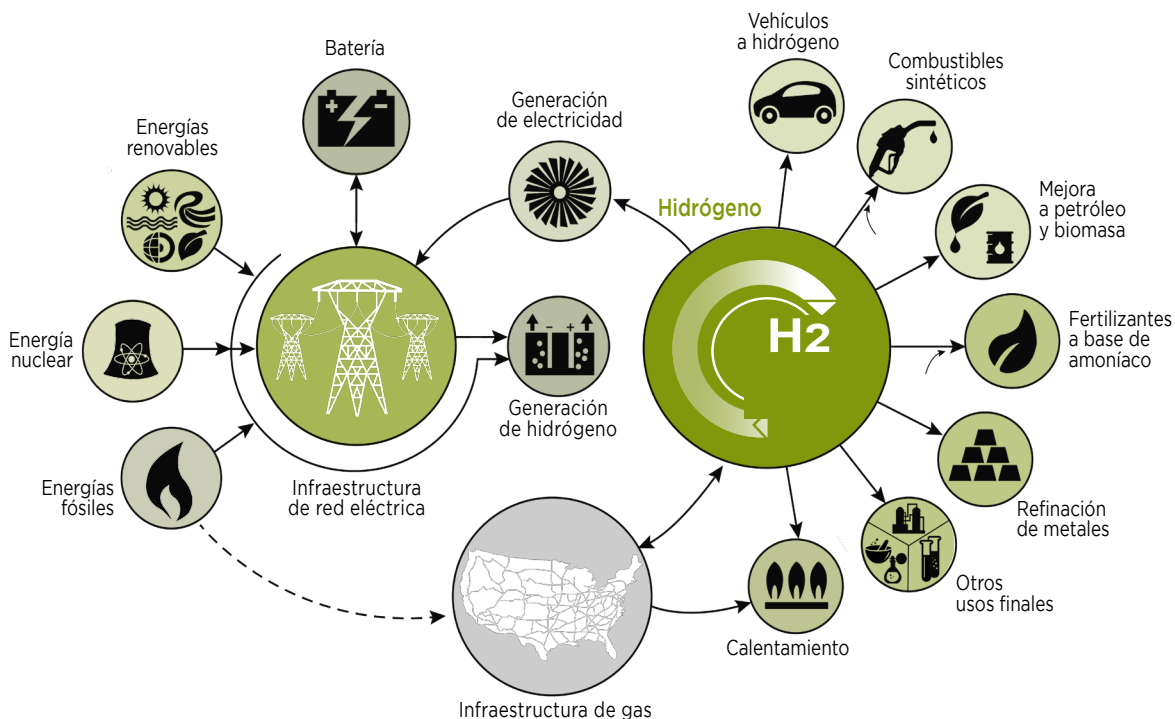 Batería
Energías
renovables
Generación
de electricidad
Vehículos
a hidrógeno
Combustibles
sintéticos
Mejora
a petróleo
y biomasa
Hidrógeno
H2
Energía
nuclear
- +
+ -
Fertilizantes
a base de
amoníaco
Generación
de hidrógeno
Energías
fósiles
Infraestructura
de red eléctrica
Refinación
de metales
Otros
usos finales
Calentamiento
Infraestructura de gas